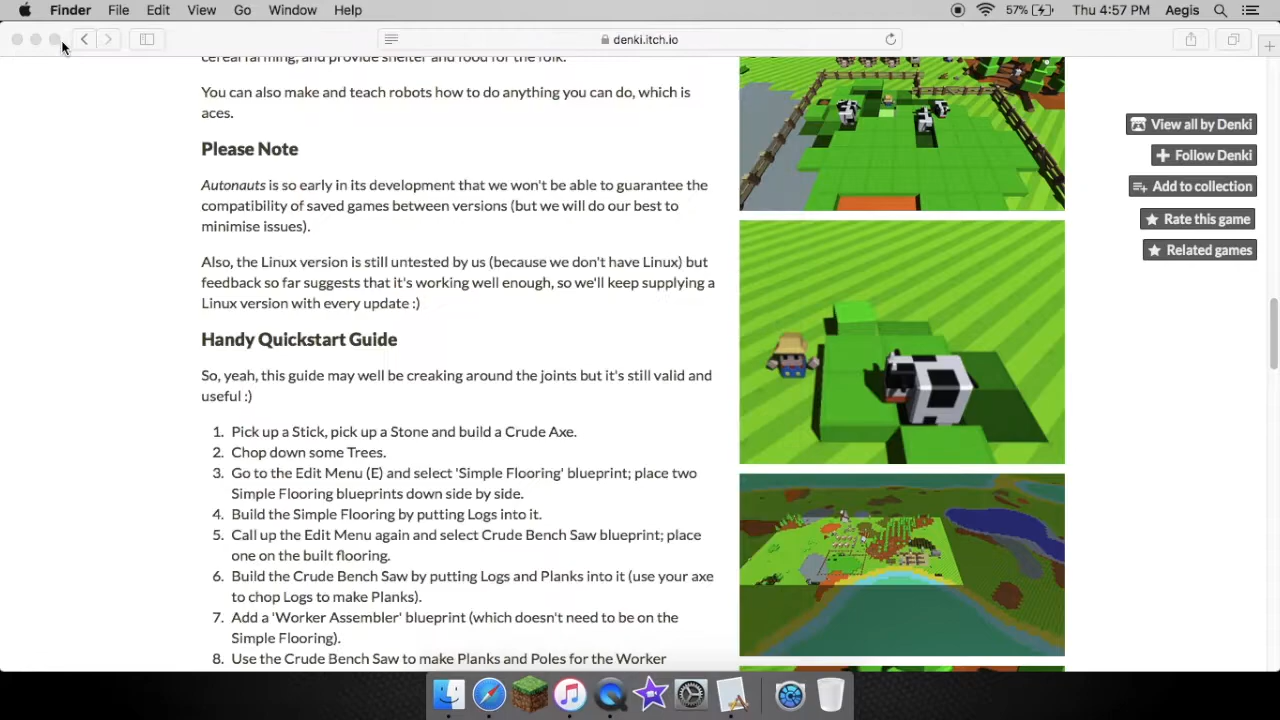 Finder File Edit View Go Window Help 57% Thu 4:57 PM Aegis
denki.itch.io
cereal farming, and provide shelter and food for the folk.
You can also make and teach robots how to do anything you can do, which is
aces.
Please Note
Autonauts is so early in its development that we won't be able to guarantee the
compatibility of saved games between versions (but we will do our best to
minimise issues).
Also, the Linux version is still untested by us (because we don't have Linux) but
feedback so far suggests that it's working well enough, so we'll keep supplying a
Linux version with every update :)
Handy Quickstart Guide
So, yeah, this guide may well be creaking around the joints but it's still valid and
useful :)
1. Pick up a Stick, pick up a Stone and build a Crude Axe.
2. Chop down some Trees.
3. Go to the Edit Menu (E) and select 'Simple Flooring' blueprint; place two
Simple Flooring blueprints down side by side.
4. Build the Simple Flooring by putting Logs into it.
5. Call up the Edit Menu again and select Crude Bench Saw blueprint; place
one on the built flooring.
6. Build the Crude Bench Saw by putting Logs and Planks into it (use your axe
to chop Logs to make Planks).
7. Add a 'Worker Assembler' blueprint (which doesn't need to be on the
Simple Flooring).
8. Use the Crude Bench Saw to make Planks and Poles for the Worker
View all by Denki
Follow Denki
Add to collection
Rate this game
Related games